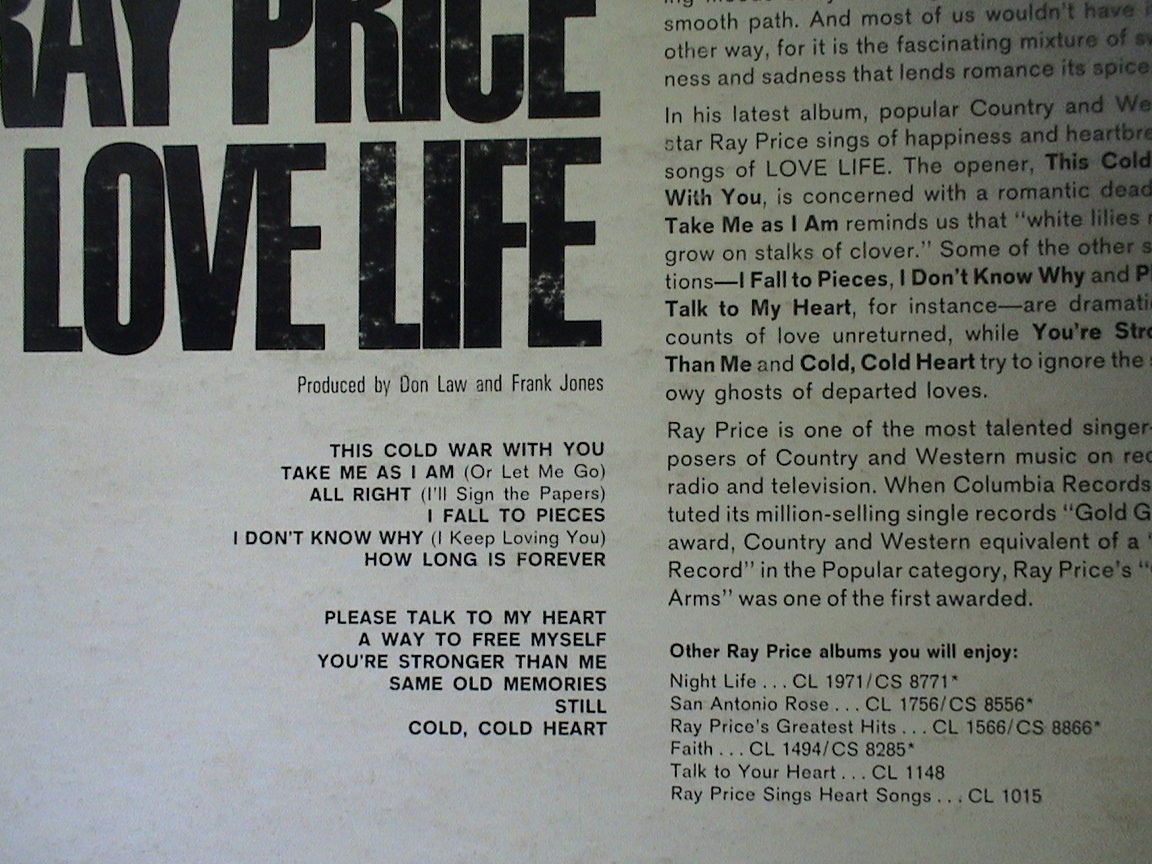 RAY PRICE
LOVE LIFE
Produced by Don Law and Frank Jones
THIS COLD WAR WITH YOU
TAKE ME AS I AM (Or Let Me Go)
ALL RIGHT (I'll Sign the Papers)
I FALL TO PIECES
I DON'T KNOW WHY (I Keep Loving You)
HOW LONG IS FOREVER
PLEASE TALK TO MY HEART
A WAY TO FREE MYSELF
YOU'RE STRONGER THAN ME
SAME OLD MEMORIES
STILL
COLD, COLD HEART
smooth path. And most of us wouldn't have
other way, for it is the fascinating mixture of
ness and sadness that lends romance its spice
In his latest album, popular Country and We
star Ray Price sings of happiness and heartbre
songs of LOVE LIFE. The opener, This Cold
With You, is concerned with a romantic dead
Take Me as I Am reminds us that "white lilies
grow on stalks of clover." Some of the other s
tions—I Fall to Pieces, I Don't Know Why and Pl
Talk to My Heart, for instance—are dramati
counts of love unreturned, while You're Stro
Than Me and Cold, Cold Heart try to ignore the
owy ghosts of departed loves.
Ray Price is one of the most talented singer-
posers of Country and Western music on rec
radio and television. When Columbia Records
tuted its million-selling single records "Gold G
award, Country and Western equivalent of a "
Record" in the Popular category, Ray Price's "
Arms" was one of the first awarded.
Other Ray Price albums you will enjoy:
Night Life . . . CL 1971/CS 8771*
San Antonio Rose . . . CL 1756/CS 8556*
Ray Price's Greatest Hits . . . CL 1566/CS 8866*
Faith . . . CL 1494/CS 8285*
Talk to Your Heart . . . CL 1148
Ray Price Sings Heart Songs . . . CL 1015